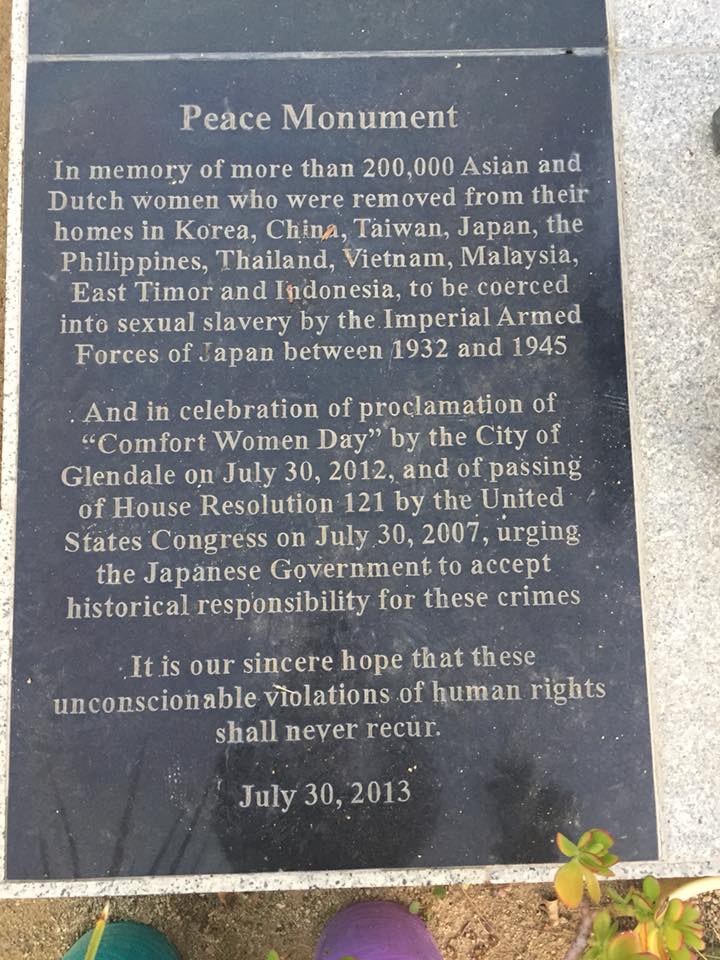 Peace Monument
In memory of more than 200,000 Asian and
Dutch women who were removed from their
homes in Korea, China, Taiwan, Japan, the
Philippines, Thailand, Vietnam, Malaysia,
East Timor and Indonesia, to be coerced
into sexual slavery by the Imperial Armed
Forces of Japan between 1932 and 1945
And in celebration of proclamation of
“Comfort Women Day” by the City of
Glendale on July 30, 2012, and of passing
of House Resolution 121 by the United
States Congress on July 30, 2007, urging
the Japanese Government to accept
historical responsibility for these crimes
It is our sincere hope that these
unconscionable violations of human rights
shall never recur.
July 30, 2013